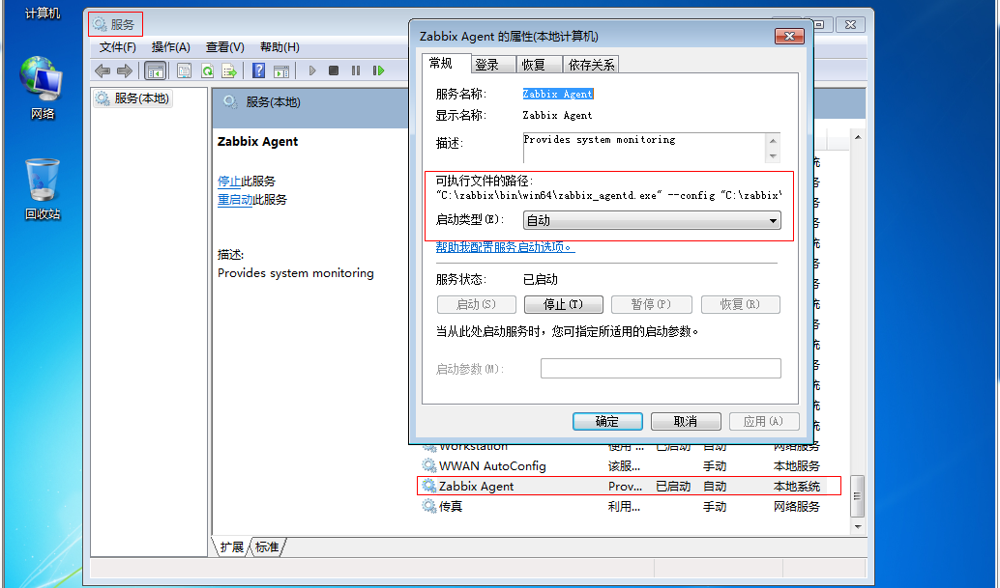 计算机
网络
回收站
服务
文件(F) 操作(A) 查看(V) 帮助(H)
服务(本地)
服务(本地)
Zabbix Agent
停止此服务
重启动此服务
描述:
Provides system monitoring
Zabbix Agent 的属性(本地计算机)
常规 登录 恢复 依存关系
服务名称: Zabbix Agent
显示名称: Zabbix Agent
描述: Provides system monitoring
可执行文件的路径:
"C:\zabbix\bin\win64\zabbix_agentd.exe" --config "C:\zabbix\
启动类型(E): 自动
帮助我配置服务启动选项。
服务状态: 已启动
启动(S) 停止(T) 暂停(P) 恢复(R)
当从此处启动服务时，您可指定所适用的启动参数。
启动参数(M):
确定 取消 应用(A)
Workstation 使用 ... 已启动 自动 网络服务
WWAN AutoConfig 该服... 手动 本地服务
Zabbix Agent Prov... 已启动 自动 本地系统
传真 利用... 手动 网络服务
扩展 标准